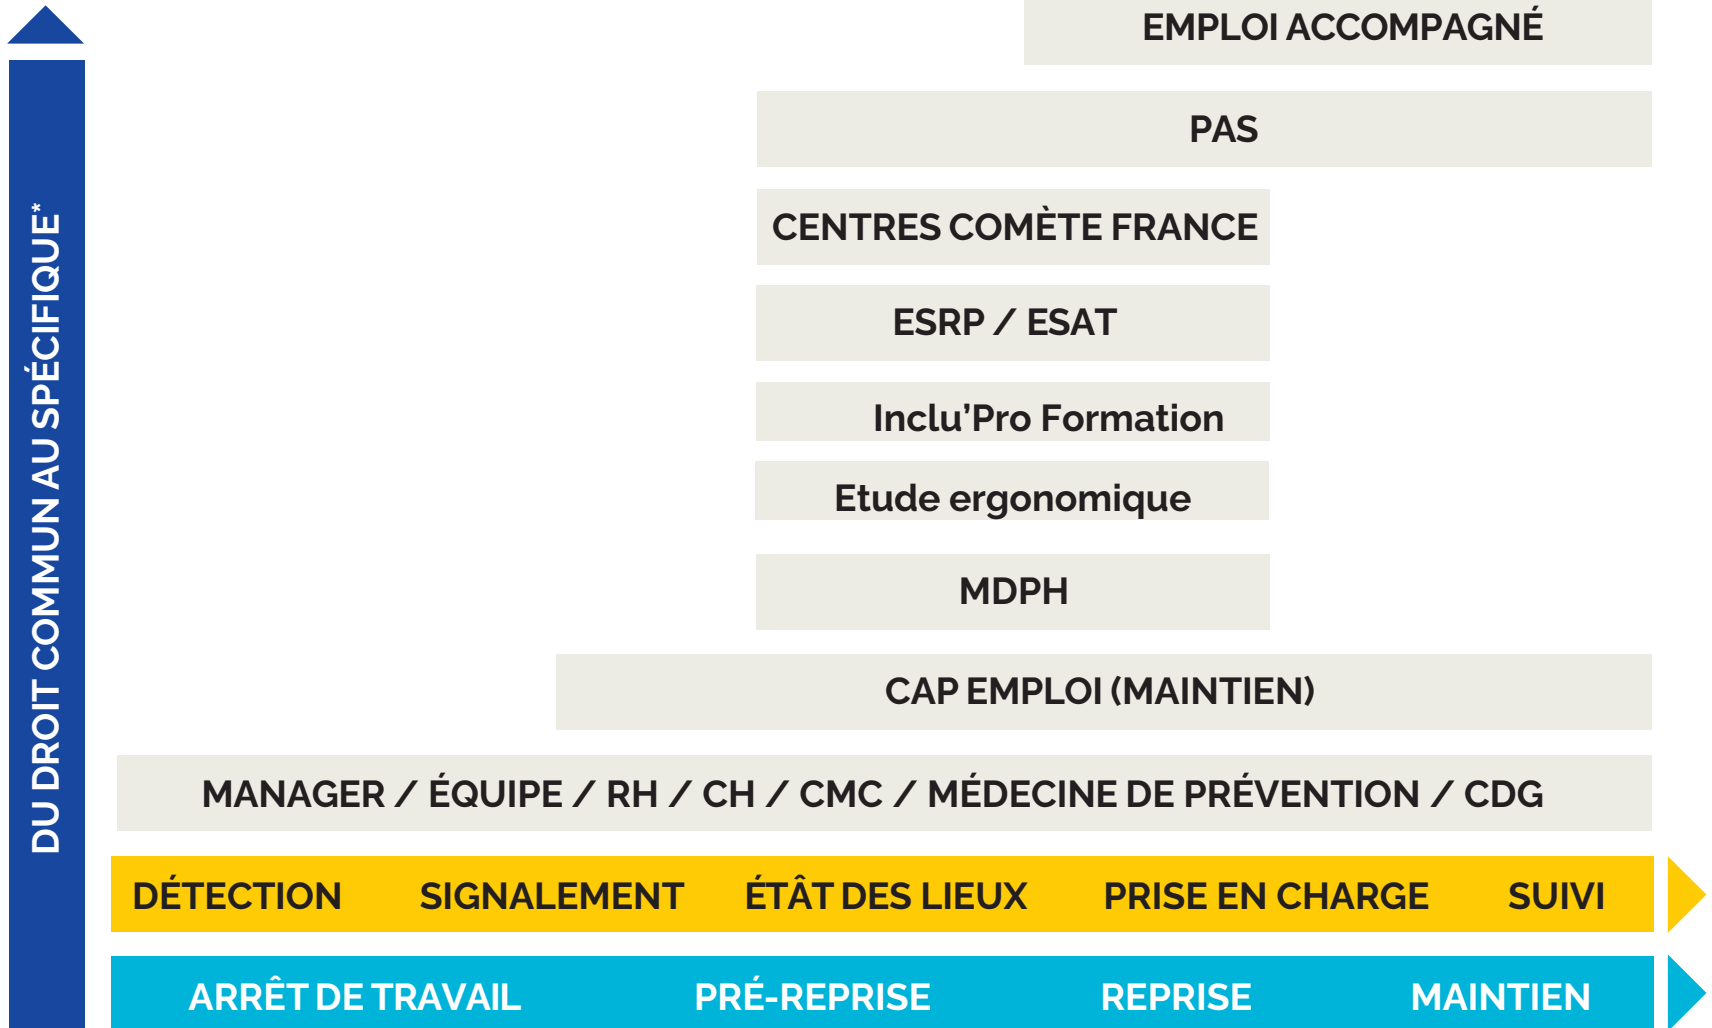 EMPLOI ACCOMPAGNÉ
PAS
CENTRES COMÈTE FRANCE
ESRP / ESAT
Inclu’Pro Formation
Etude ergonomique
MDPH
CAP EMPLOI (MAINTIEN)
MANAGER / ÉQUIPE / RH / CH / CMC / MÉDECINE DE PRÉVENTION / CDG
DÉTECTION SIGNALEMENT ÉTÂT DES LIEUX PRISE EN CHARGE SUIVI
ARRÊT DE TRAVAIL PRÉ-REPRISE REPRISE MAINTIEN
DU DROIT COMMUN AU SPÉCIFIQUE*